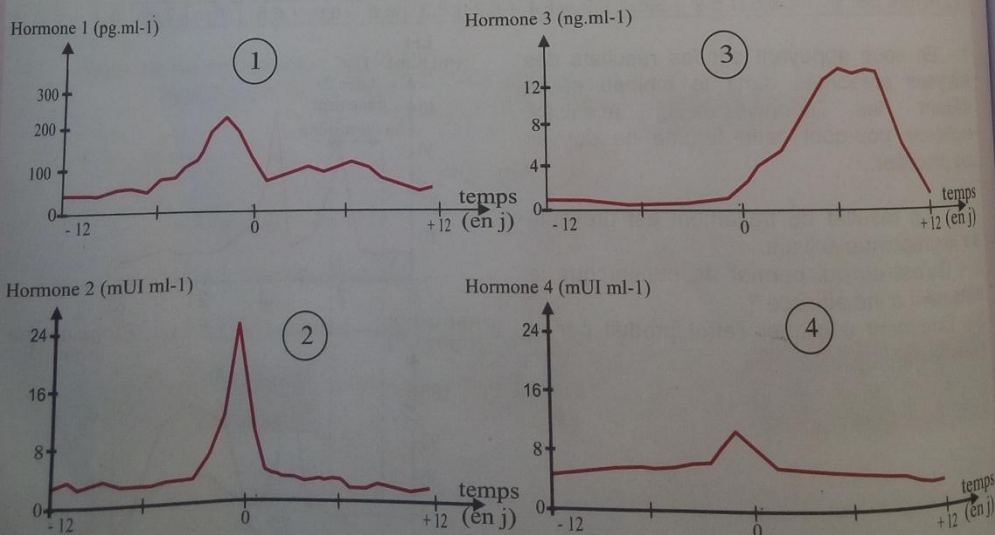 Hormone 1 (pg.ml-1)
1
300
200
100
0
- 12
0
+12
temps
(en j)
Hormone 3 (ng.ml-1)
3
12
8
4
0
- 12
0
+12
temps
(en j)
Hormone 2 (mUI ml-1)
2
24
16
8
0
- 12
0
+12
temps
(en j)
Hormone 4 (mUI ml-1)
4
24
16
8
0
- 12
0
+12
temps
(en j)